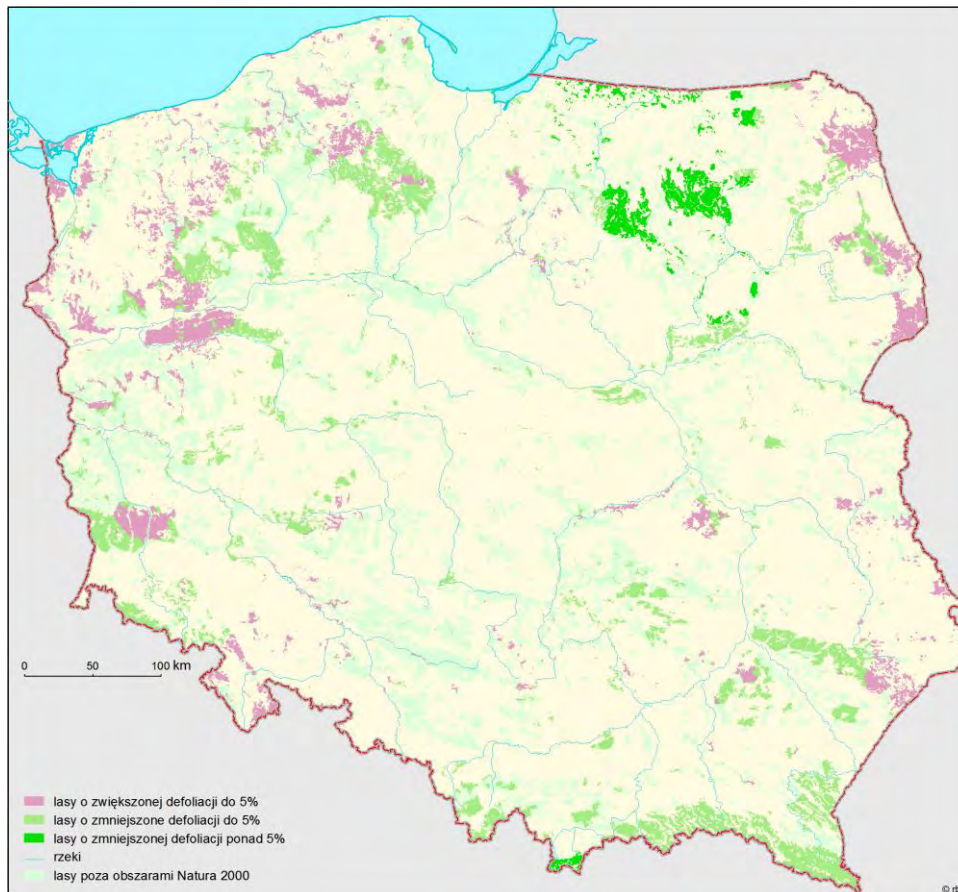 0 50 100 km
lasy o zwiększonej defoliacji do 5%
lasy o zmniejszone defoliacji do 5%
lasy o zmniejszonej defoliacji ponad 5%
rzeki
lasy poza obszarami Natura 2000